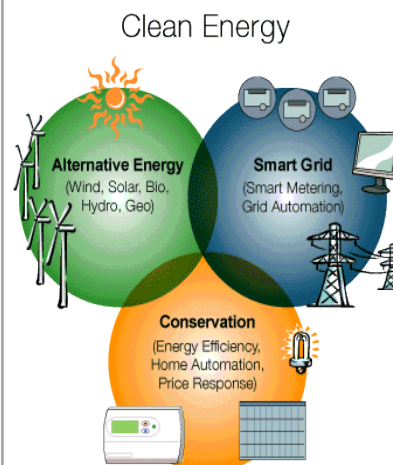 Clean Energy
Alternative Energy
(Wind, Solar, Bio,
Hydro, Geo)
Smart Grid
(Smart Metering,
Grid Automation)
Conservation
(Energy Efficiency,
Home Automation,
Price Response)